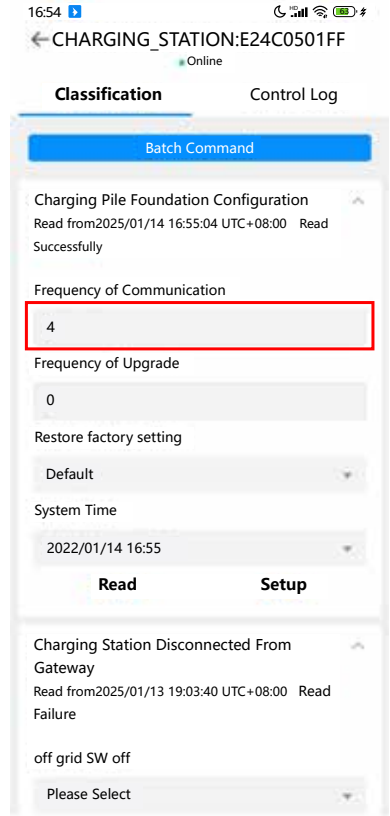 16:54
63
←CHARGING_STATION:E24C0501FF
Online
Classification Control Log
Batch Command
Charging Pile Foundation Configuration
Read from2025/01/14 16:55:04 UTC+08:00 Read
Successfully
Frequency of Communication
4
Frequency of Upgrade
0
Restore factory setting
Default
System Time
2022/01/14 16:55
Read Setup
Charging Station Disconnected From
Gateway
Read from2025/01/13 19:03:40 UTC+08:00 Read
Failure
off grid SW off
Please Select